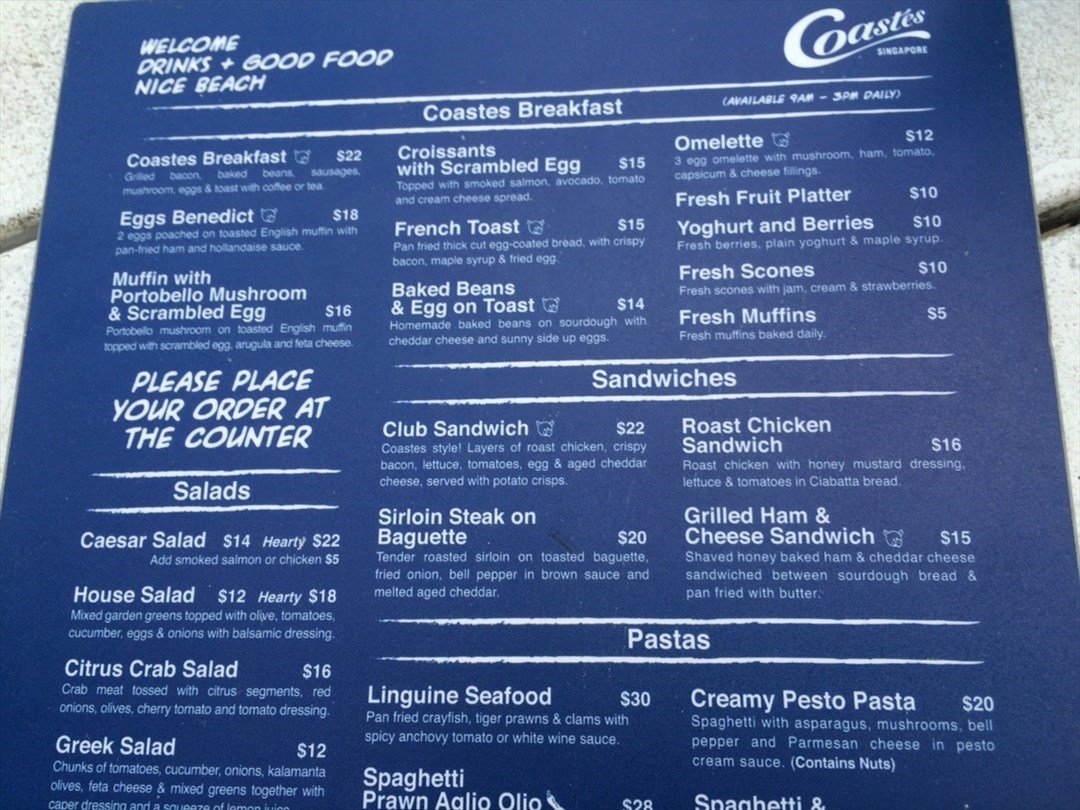 WELCOME
DRINKS + GOOD FOOD
NICE BEACH
Coastes
SINGAPORE
Coastes Breakfast
(AVAILABLE 9AM - 3PM DAILY)
Coastes Breakfast $22
Grilled bacon, baked beans, sausages,
mushroom, eggs & toast with coffee or tea.
Eggs Benedict $18
2 eggs poached on toasted English muffin with
pan-fried ham and hollandaise sauce.
Muffin with
Portobello Mushroom
& Scrambled Egg $16
Portobello mushroom on toasted English muffin
topped with scrambled egg, arugula and feta cheese.
Croissants
with Scrambled Egg $15
Topped with smoked salmon, avocado, tomato
and cream cheese spread.
French Toast $15
Pan fried thick cut egg-coated bread, with crispy
bacon, maple syrup & fried egg.
Baked Beans
& Egg on Toast $14
Homemade baked beans on sourdough with
cheddar cheese and sunny side up eggs.
Omelette $12
3 egg omelette with mushroom, ham, tomato,
capsicum & cheese fillings.
Fresh Fruit Platter $10
Yoghurt and Berries $10
Fresh berries, plain yoghurt & maple syrup.
Fresh Scones $10
Fresh scones with jam, cream & strawberries.
Fresh Muffins $5
Fresh muffins baked daily.
PLEASE PLACE
YOUR ORDER AT
THE COUNTER
Salads
Caesar Salad $14 Hearty $22
Add smoked salmon or chicken $5
House Salad $12 Hearty $18
Mixed garden greens topped with olive, tomatoes,
cucumber, eggs & onions with balsamic dressing.
Citrus Crab Salad $16
Crab meat tossed with citrus segments, red
onions, olives, cherry tomato and tomato dressing.
Greek Salad $12
Chunks of tomatoes, cucumber, onions, kalamanta
olives, feta cheese & mixed greens together with
caper dressing and a squeeze of lemon juice.
Sandwiches
Club Sandwich $22
Coastes style! Layers of roast chicken, crispy
bacon, lettuce, tomatoes, egg & aged cheddar
cheese, served with potato crisps.
Sirloin Steak on
Baguette $20
Tender roasted sirloin on toasted baguette,
fried onion, bell pepper in brown sauce and
melted aged cheddar.
Roast Chicken
Sandwich $16
Roast chicken with honey mustard dressing,
lettuce & tomatoes in Ciabatta bread.
Grilled Ham &
Cheese Sandwich $15
Shaved honey baked ham & cheddar cheese
sandwiched between sourdough bread &
pan fried with butter.
Pastas
Linguine Seafood $30
Pan fried crayfish, tiger prawns & clams with
spicy anchovy tomato or white wine sauce.
Spaghetti
Prawn Aglio Olio $28
Creamy Pesto Pasta $20
Spaghetti with asparagus, mushrooms, bell
pepper and Parmesan cheese in pesto
cream sauce. (Contains Nuts)
Spaghetti &